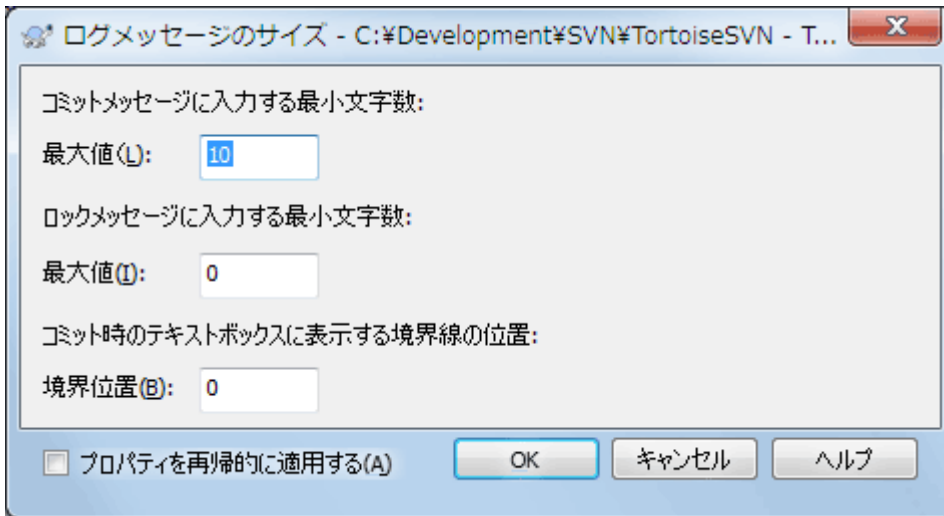 ログメッセージのサイズ - C:¥Development¥SVN¥TortoiseSVN - T...
コミットメッセージに入力する最小文字数:
最大値(L): 10
ロックメッセージに入力する最小文字数:
最大値(I): 0
コミット時のテキストボックスに表示する境界線の位置:
境界位置(B): 0
プロパティを再帰的に適用する(A) OK キャンセル ヘルプ